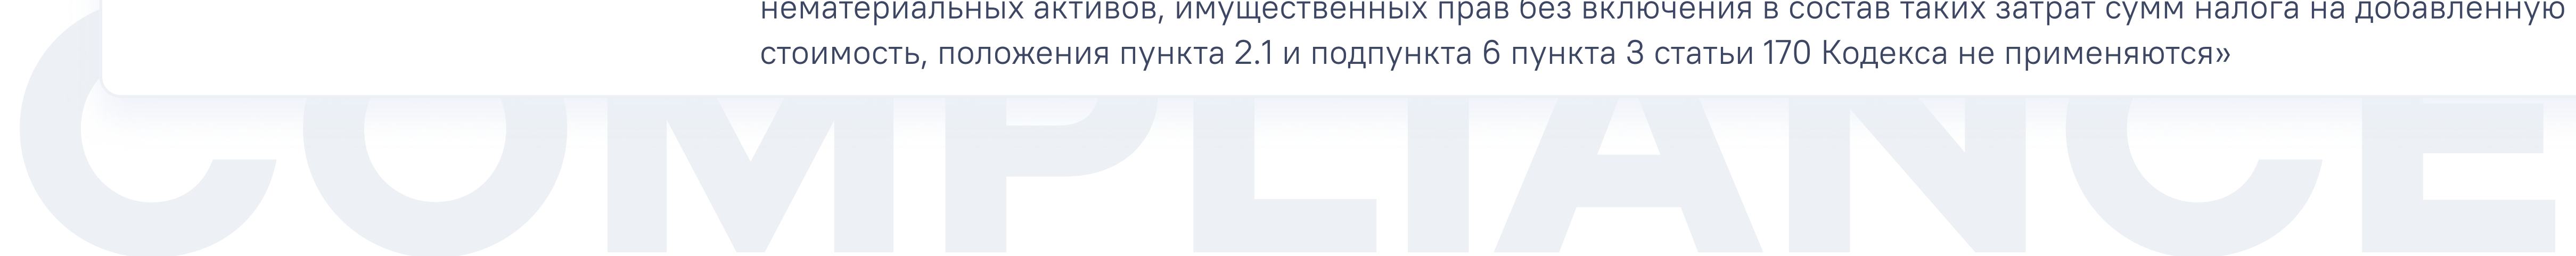 нематериальных активов, имущественных прав без включения в состав таких затрат сумм налога на добавленную
стоимость, положения пункта 2.1 и подпункта 6 пункта 3 статьи 170 Кодекса не применяются»
COMPLIANCE